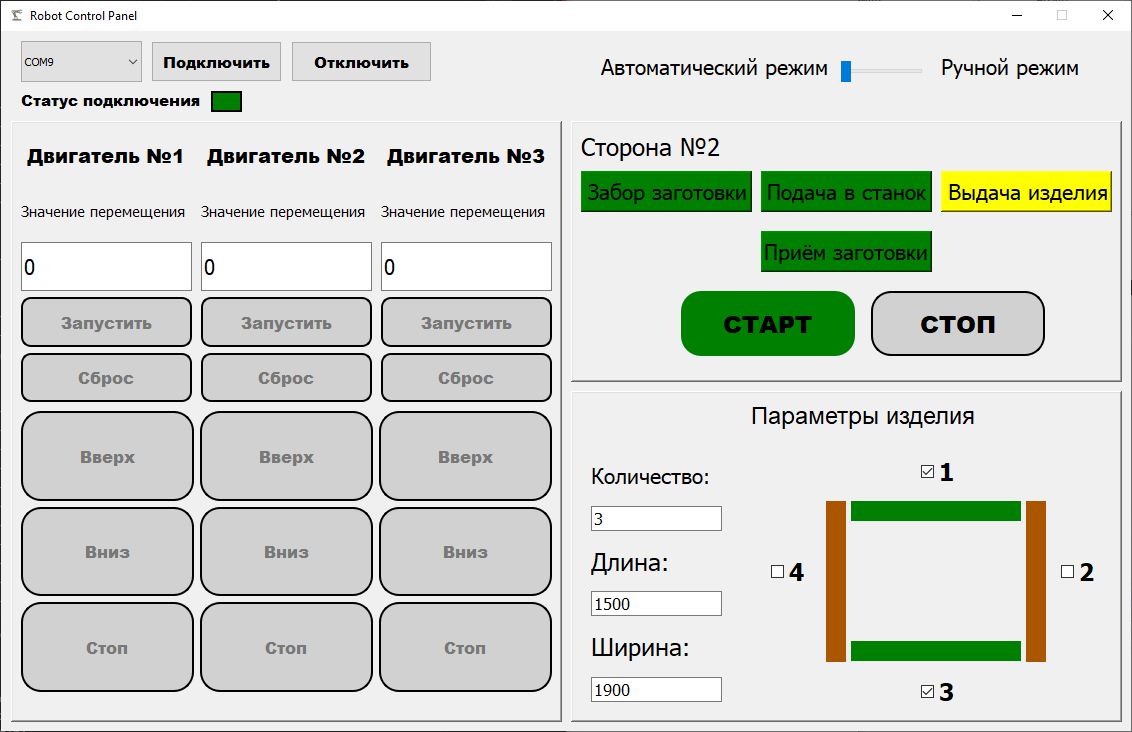 Robot Control Panel
COM9
Подключить
Отключить
Автоматический режим
Ручной режим
Статус подключения
Двигатель №1 Двигатель №2 Двигатель №3
Значение перемещения Значение перемещения Значение перемещения
0 0 0
Запустить Запустить Запустить
Сброс Сброс Сброс
Вверх Вверх Вверх
Вниз Вниз Вниз
Стоп Стоп Стоп
Сторона №2
Забор заготовки Подача в станок Выдача изделия
Приём заготовки
СТАРТ СТОП
Параметры изделия
Количество:
3
Длина:
1500
Ширина:
1900
1
4
2
3